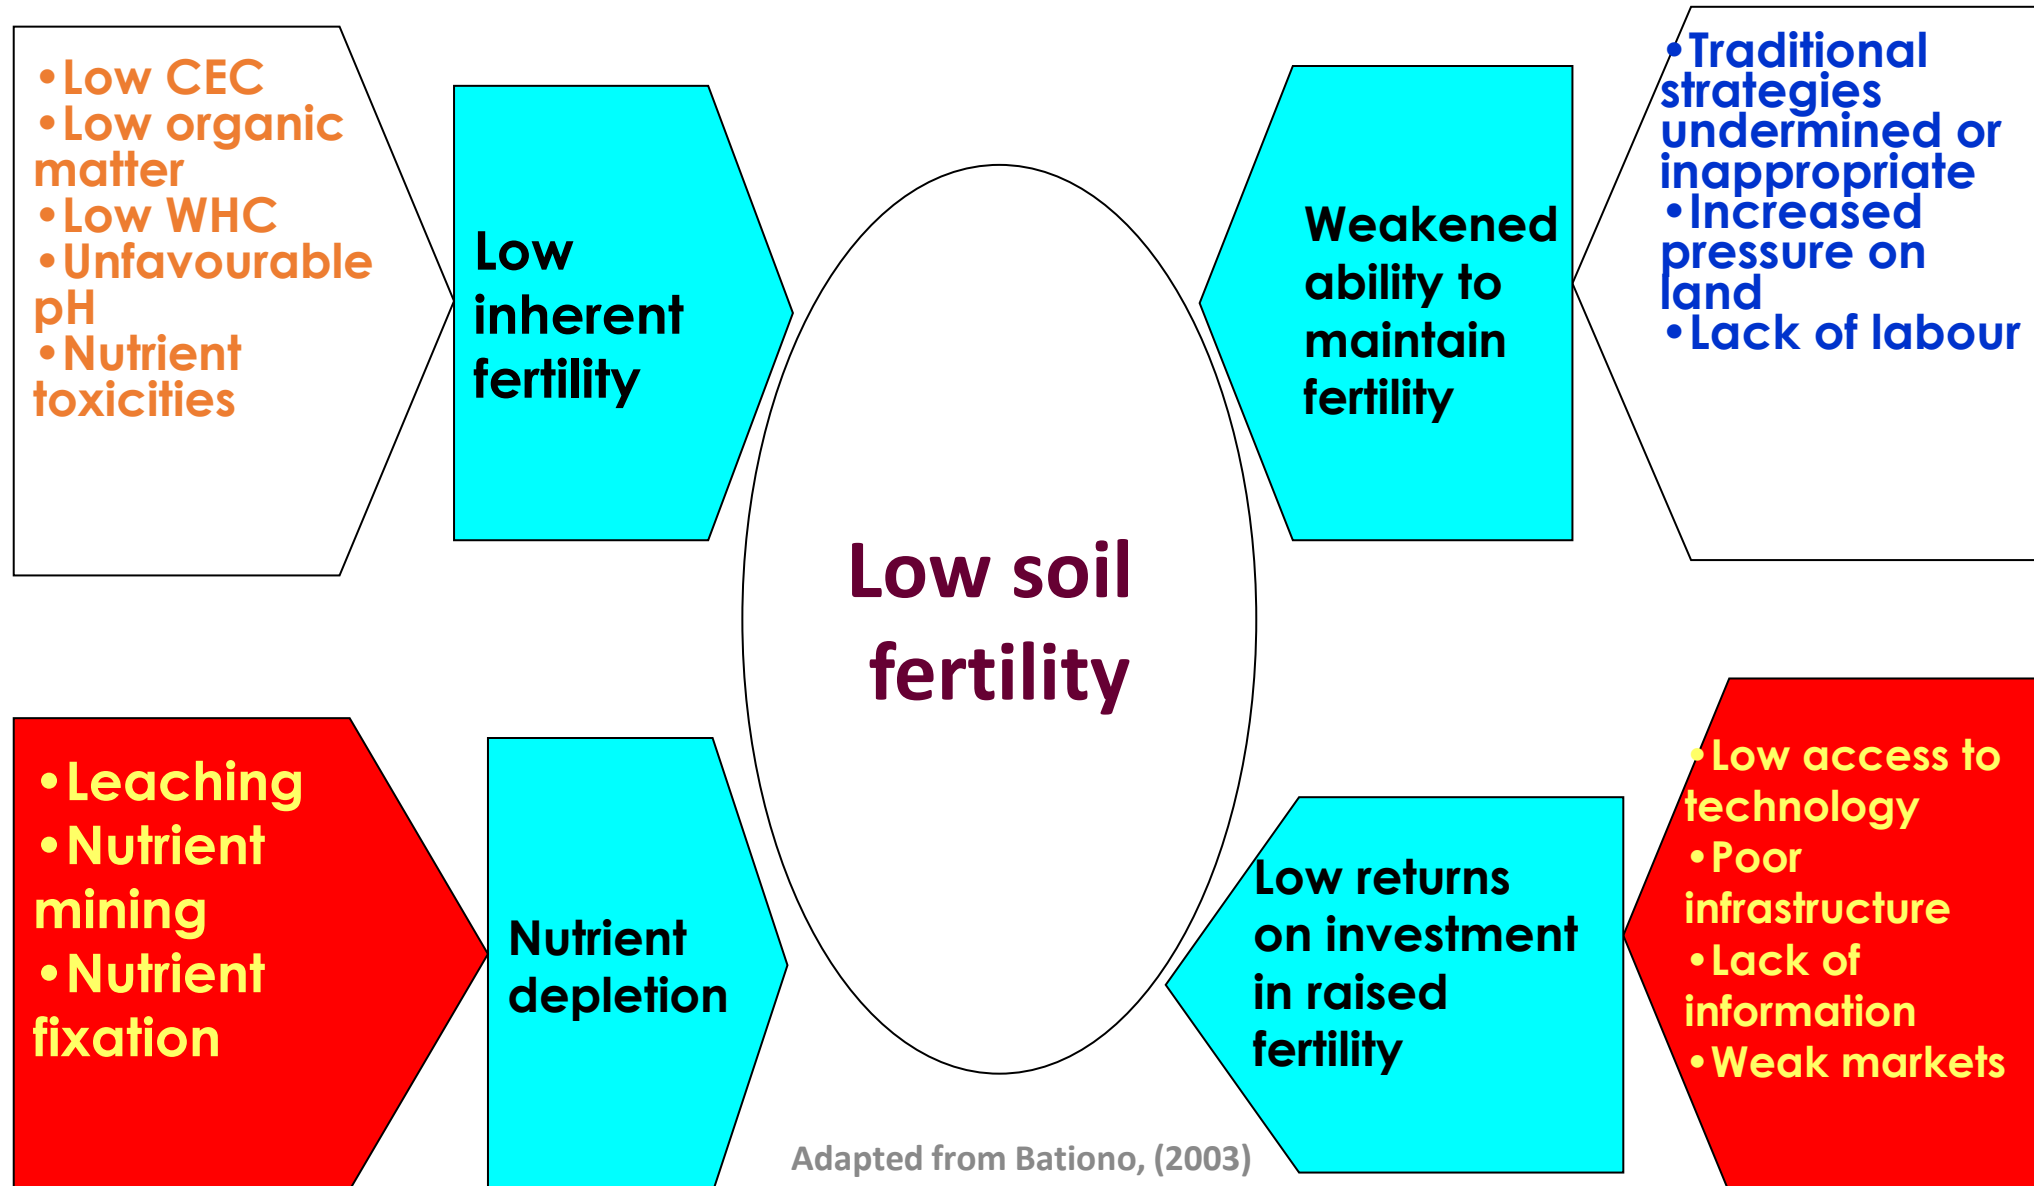 •Low CEC
•Low organic
matter
•Low WHC
•Unfavourable
pH
•Nutrient
toxicities
Low
inherent
fertility
Weakened
ability to
maintain
fertility
•Traditional
strategies
undermined or
inappropriate
•Increased
pressure on
land
•Lack of labour
Low soil
fertility
•Leaching
•Nutrient
mining
•Nutrient
fixation
Nutrient
depletion
Low returns
on investment
in raised
fertility
•Low access to
technology
•Poor
infrastructure
•Lack of
information
•Weak markets
Adapted from Bationo, (2003)